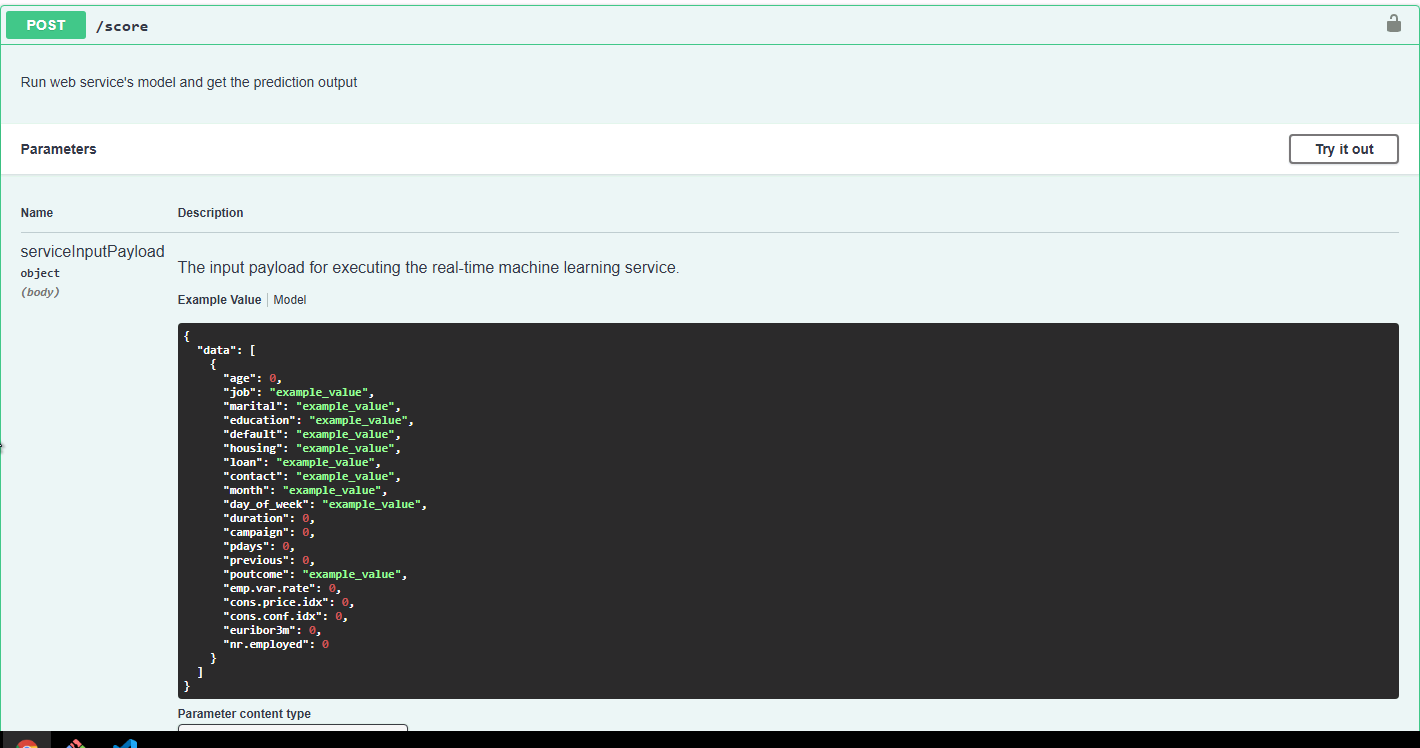 POST /score
Run web service's model and get the prediction output
Parameters
Try it out
Name Description
serviceInputPayload
object
(body)
The input payload for executing the real-time machine learning service.
Example Value Model
{
  "data": [
    {
      "age": 0,
      "job": "example_value",
      "marital": "example_value",
      "education": "example_value",
      "default": "example_value",
      "housing": "example_value",
      "loan": "example_value",
      "contact": "example_value",
      "month": "example_value",
      "day_of_week": "example_value",
      "duration": 0,
      "campaign": 0,
      "pdays": 0,
      "previous": 0,
      "poutcome": "example_value",
      "emp.var.rate": 0,
      "cons.price.idx": 0,
      "cons.conf.idx": 0,
      "euribor3m": 0,
      "nr.employed": 0
    }
  ]
}
Parameter content type